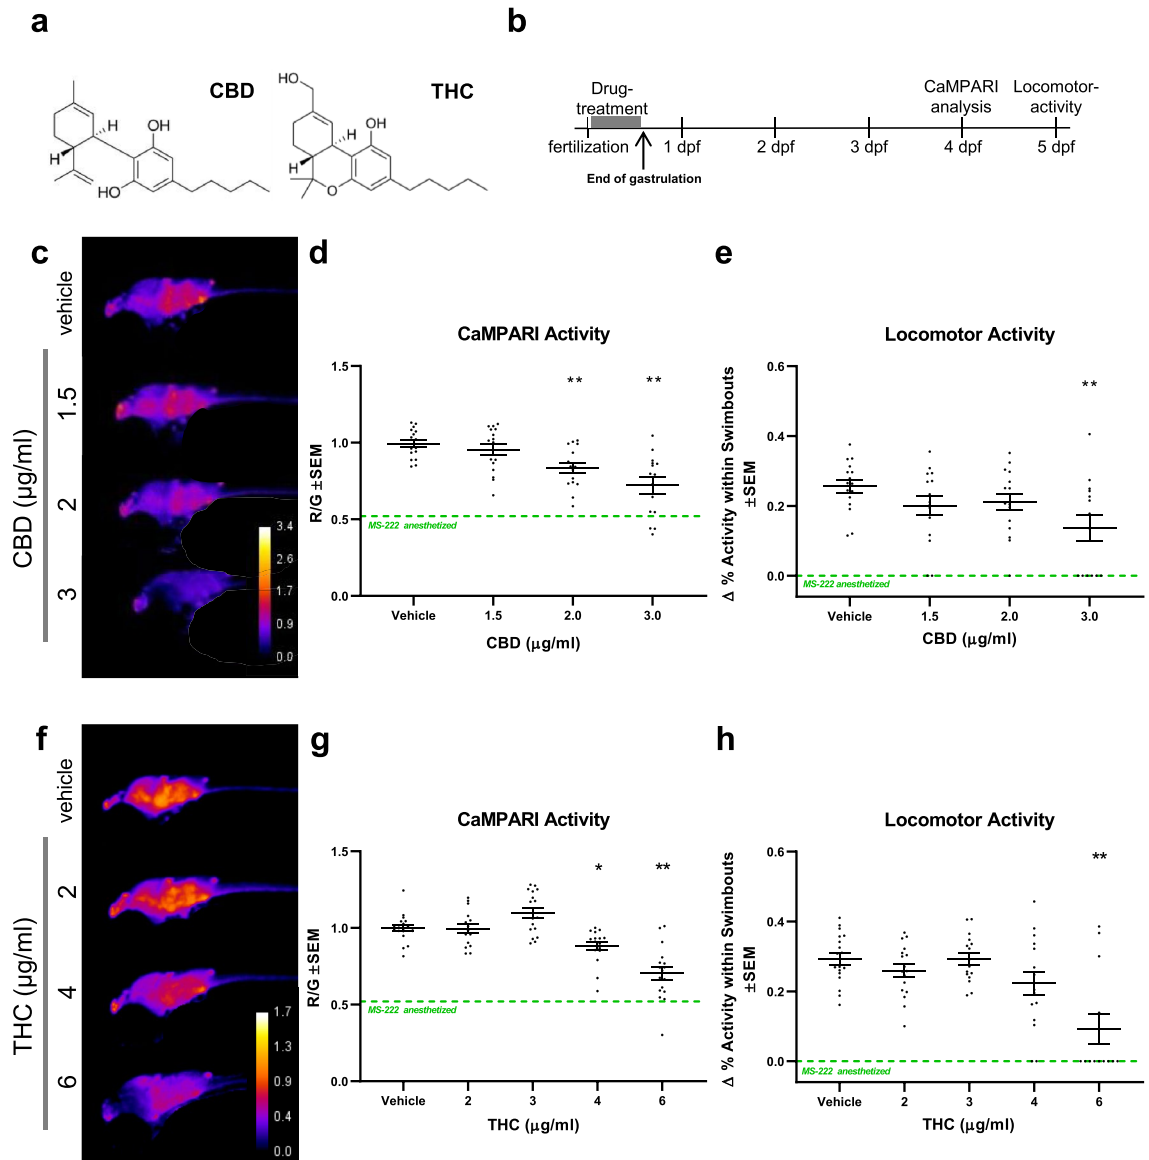 a
CBD
THC
OH
H
H
HO
HO
OH
H
H
O
b
Drug-
treatment
CaMPARI
analysis
Locomotor-
activity
fertilization
1 dpf
2 dpf
3 dpf
4 dpf
5 dpf
End of gastrulation
c
vehicle
1.5
2
3
CBD (µg/ml)
3.4
2.6
1.7
0.9
0.0
d
CaMPARI Activity
R/G ±SEM
1.5
1.0
0.5
0.0
**
**
MS-222 anesthetized
Vehicle
1.5
2.0
3.0
CBD (µg/ml)
e
Locomotor Activity
Δ % Activity within Swimbouts
±SEM
0.6
0.4
0.2
0.0
**
MS-222 anesthetized
Vehicle
1.5
2.0
3.0
CBD (µg/ml)
f
vehicle
2
4
6
THC (µg/ml)
1.7
1.3
0.9
0.4
0.0
g
CaMPARI Activity
R/G ±SEM
1.5
1.0
0.5
0.0
*
**
MS-222 anesthetized
Vehicle
2
3
4
6
THC (µg/ml)
h
Locomotor Activity
Δ % Activity within Swimbouts
±SEM
0.6
0.4
0.2
0.0
**
MS-222 anesthetized
Vehicle
2
3
4
6
THC (µg/ml)